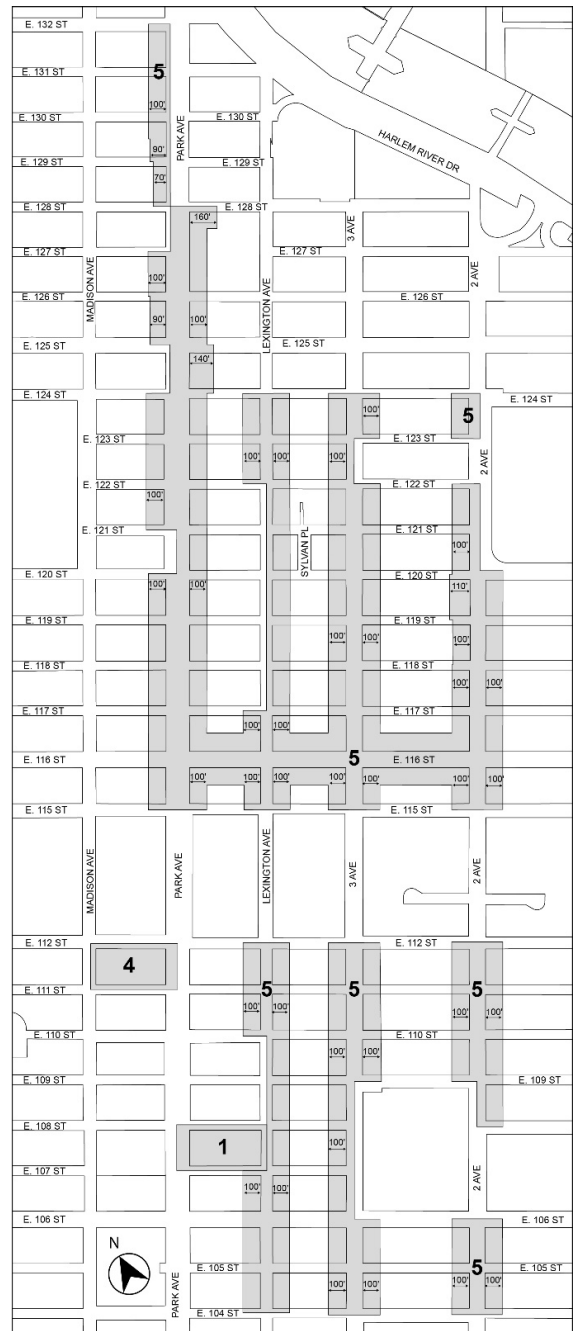 E. 132 ST
PARK AVE
E. 131 ST
5
100'
E. 130 ST
E. 130 ST
PARK AVE
HARLEM RIVER DR
90'
E. 129 ST
E. 129 ST
70'
E. 128 ST
E. 128 ST
160'
3 AVE
E. 127 ST
E. 127 ST
MADISON AVE
100'
LEXINGTON AVE
2 AVE
E. 126 ST
E. 126 ST
90'
100'
E. 125 ST
E. 125 ST
140'
E. 124 ST
E. 124 ST
100'
5
E. 123 ST
E. 123 ST
100'
100'
100'
2 AVE
E. 122 ST
E. 122 ST
100'
SYLVAN PL
E. 121 ST
E. 121 ST
100'
E. 120 ST
E. 120 ST
100'
100'
110'
E. 119 ST
E. 119 ST
100'
100'
100'
E. 118 ST
E. 118 ST
100'
100'
E. 117 ST
E. 117 ST
100'
100'
E. 116 ST
5
E. 116 ST
100'
100'
100'
100'
100'
100'
100'
E. 115 ST
E. 115 ST
MADISON AVE
PARK AVE
LEXINGTON AVE
3 AVE
2 AVE
E. 112 ST
E. 112 ST
4
E. 111 ST
5
5
5
100'
100'
100'
100'
E. 110 ST
E. 110 ST
100'
100'
E. 109 ST
E. 109 ST
E. 108 ST
1
100'
E. 107 ST
100'
100'
2 AVE
E. 106 ST
E. 106 ST
N
E. 105 ST
5
E. 105 ST
100'
100'
100'
100'
PARK AVE
E. 104 ST